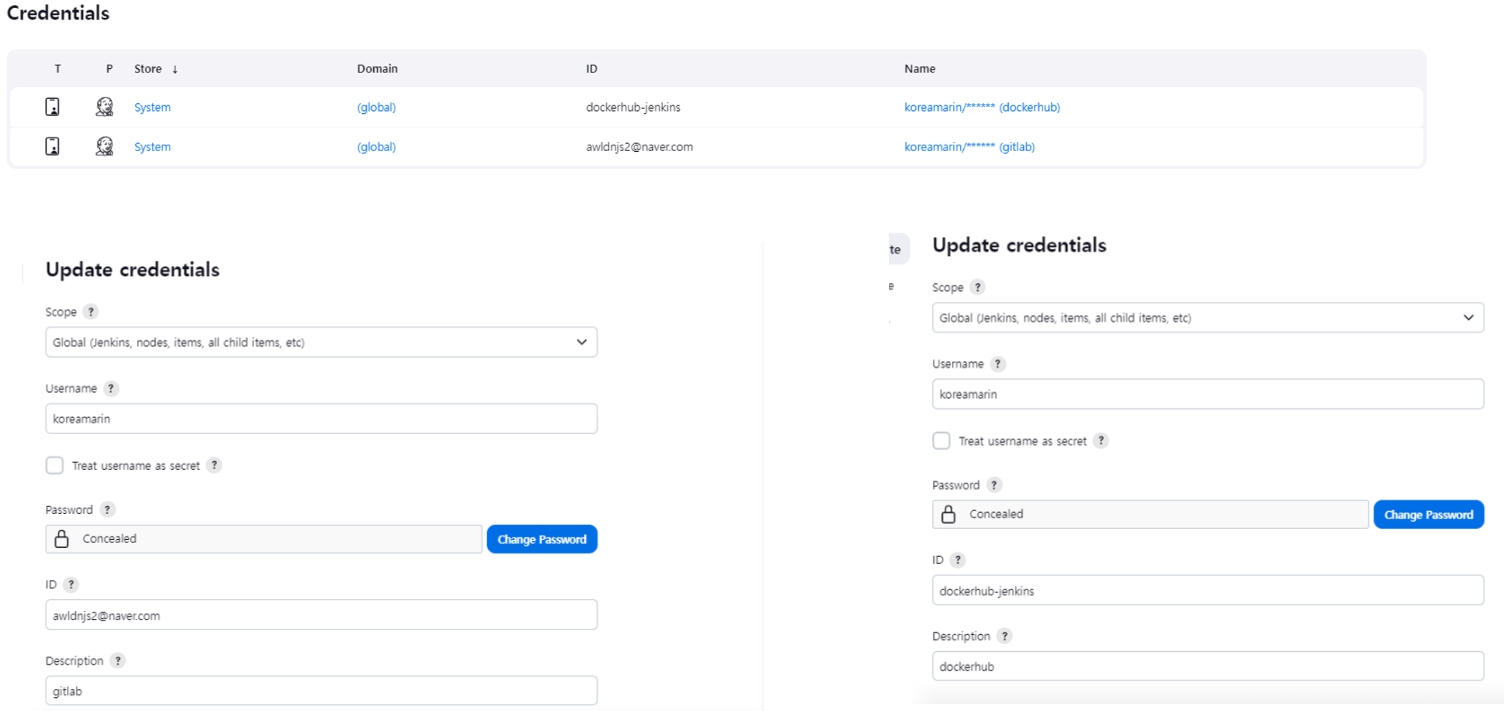 Credentials
T P Store ↓ Domain ID Name
System (global) dockerhub-jenkins koreamarin/****** (dockerhub)
System (global) awldnjs2@naver.com koreamarin/****** (gitlab)
Update credentials
Scope ?
Global (Jenkins, nodes, items, all child items, etc)
Username ?
koreamarin
Treat username as secret ?
Password ?
Concealed Change Password
ID ?
awldnjs2@naver.com
Description ?
gitlab
te
e
Update credentials
Scope ?
Global (Jenkins, nodes, items, all child items, etc)
Username ?
koreamarin
Treat username as secret ?
Password ?
Concealed Change Password
ID ?
dockerhub-jenkins
Description ?
dockerhub